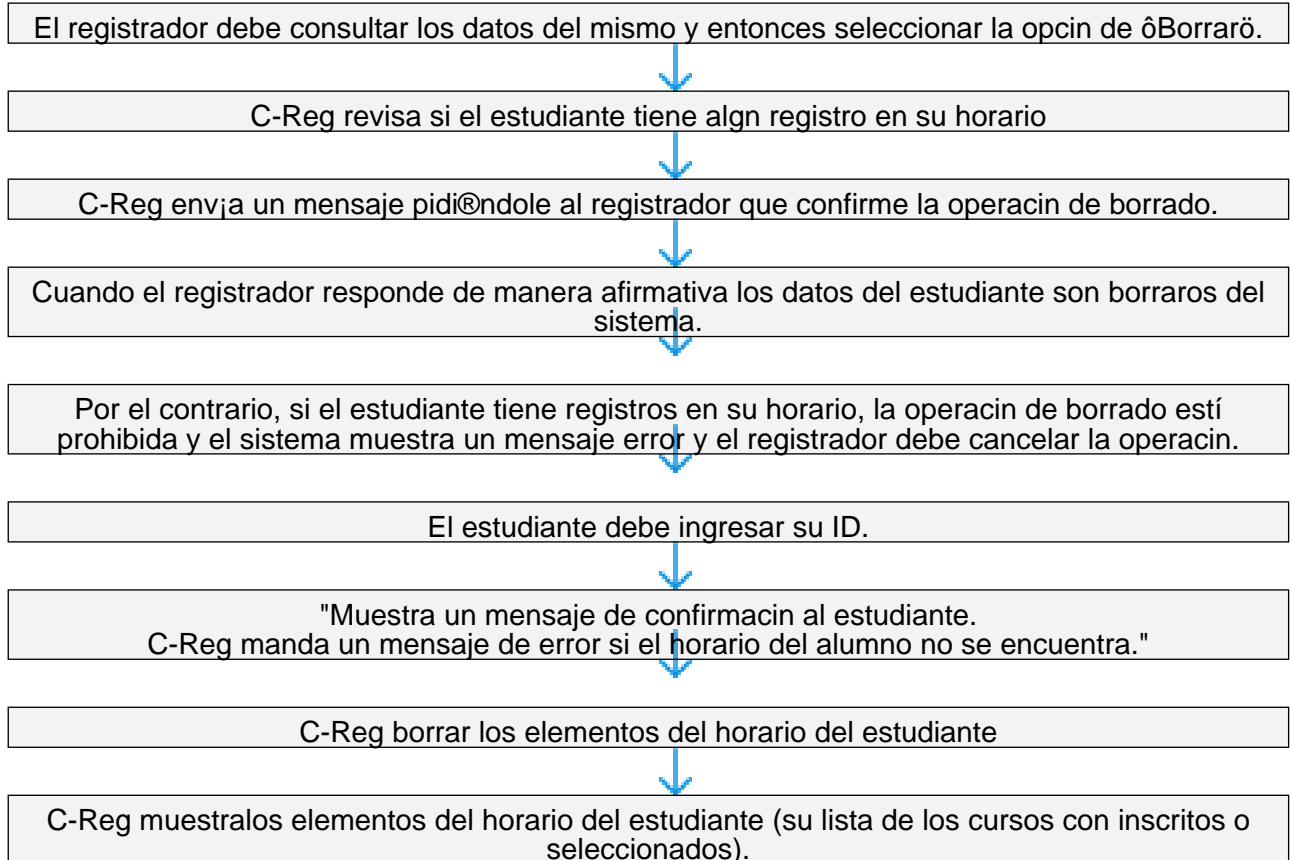 El registrador debe consultar los datos del mismo y entonces seleccionar la opcin de ôBorrarö.
C-Reg revisa si el estudiante tiene algn registro en su horario
C-Reg env¡a un mensaje pidi®ndole al registrador que confirme la operacin de borrado.
Cuando el registrador responde de manera afirmativa los datos del estudiante son borraros del
sistema.
Por el contrario, si el estudiante tiene registros en su horario, la operacin de borrado estí
prohibida y el sistema muestra un mensaje error y el registrador debe cancelar la operacin.
El estudiante debe ingresar su ID.
"Muestra un mensaje de confirmacin al estudiante.
C-Reg manda un mensaje de error si el horario del alumno no se encuentra."
C-Reg borrar los elementos del horario del estudiante
C-Reg muestralos elementos del horario del estudiante (su lista de los cursos con inscritos o
seleccionados).